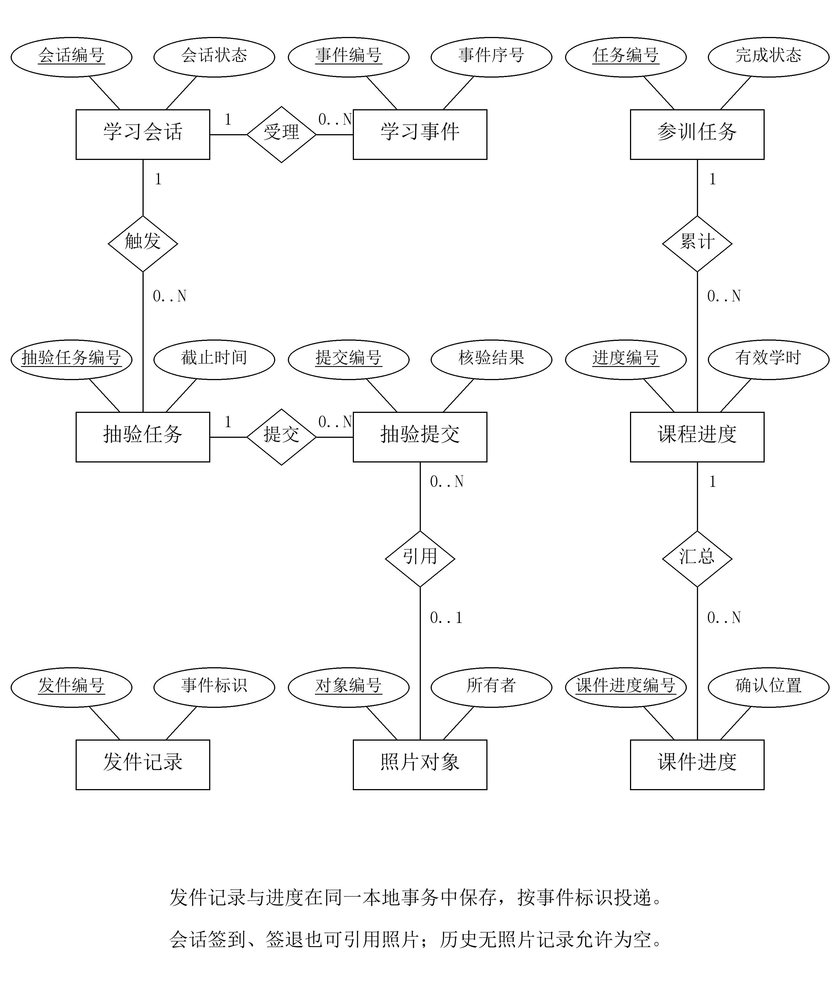 会话编号 会话状态 事件编号 事件序号 任务编号 完成状态
学习会话 1 受理 0..N 学习事件 参训任务
1 1
触发 累计
0..N 0..N
抽验任务编号 截止时间 提交编号 核验结果 进度编号 有效学时
抽验任务 1 提交 0..N 抽验提交 课程进度
0..N 1
引用 汇总
0..1 0..N
发件编号 事件标识 对象编号 所有者 课件进度编号 确认位置
发件记录 照片对象 课件进度
发件记录与进度在同一本地事务中保存，按事件标识投递。
会话签到、签退也可引用照片；历史无照片记录允许为空。